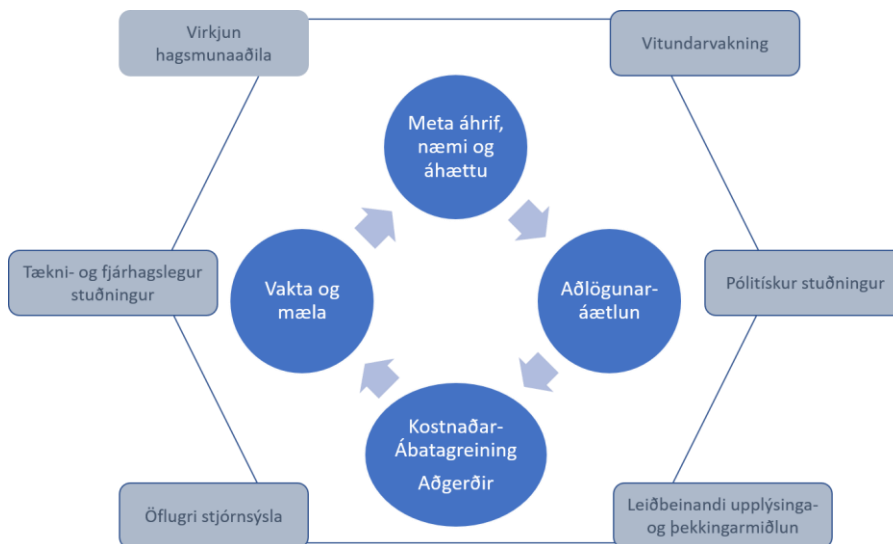 Virkjun
hagsmunaaðila
Vitundarvakning
Meta áhrif,
næmi og
áhættu
Tækni- og fjárhagslegur
stuðningur
Vakta og
mæla
Aðlögunar-
áætlun
Pólitískur stuðningur
Kostnaðar-
Ábatagreining
Aðgerðir
Öflugri stjórnsýsla
Leiðbeinandi upplýsinga-
og þekkingarmiðlun